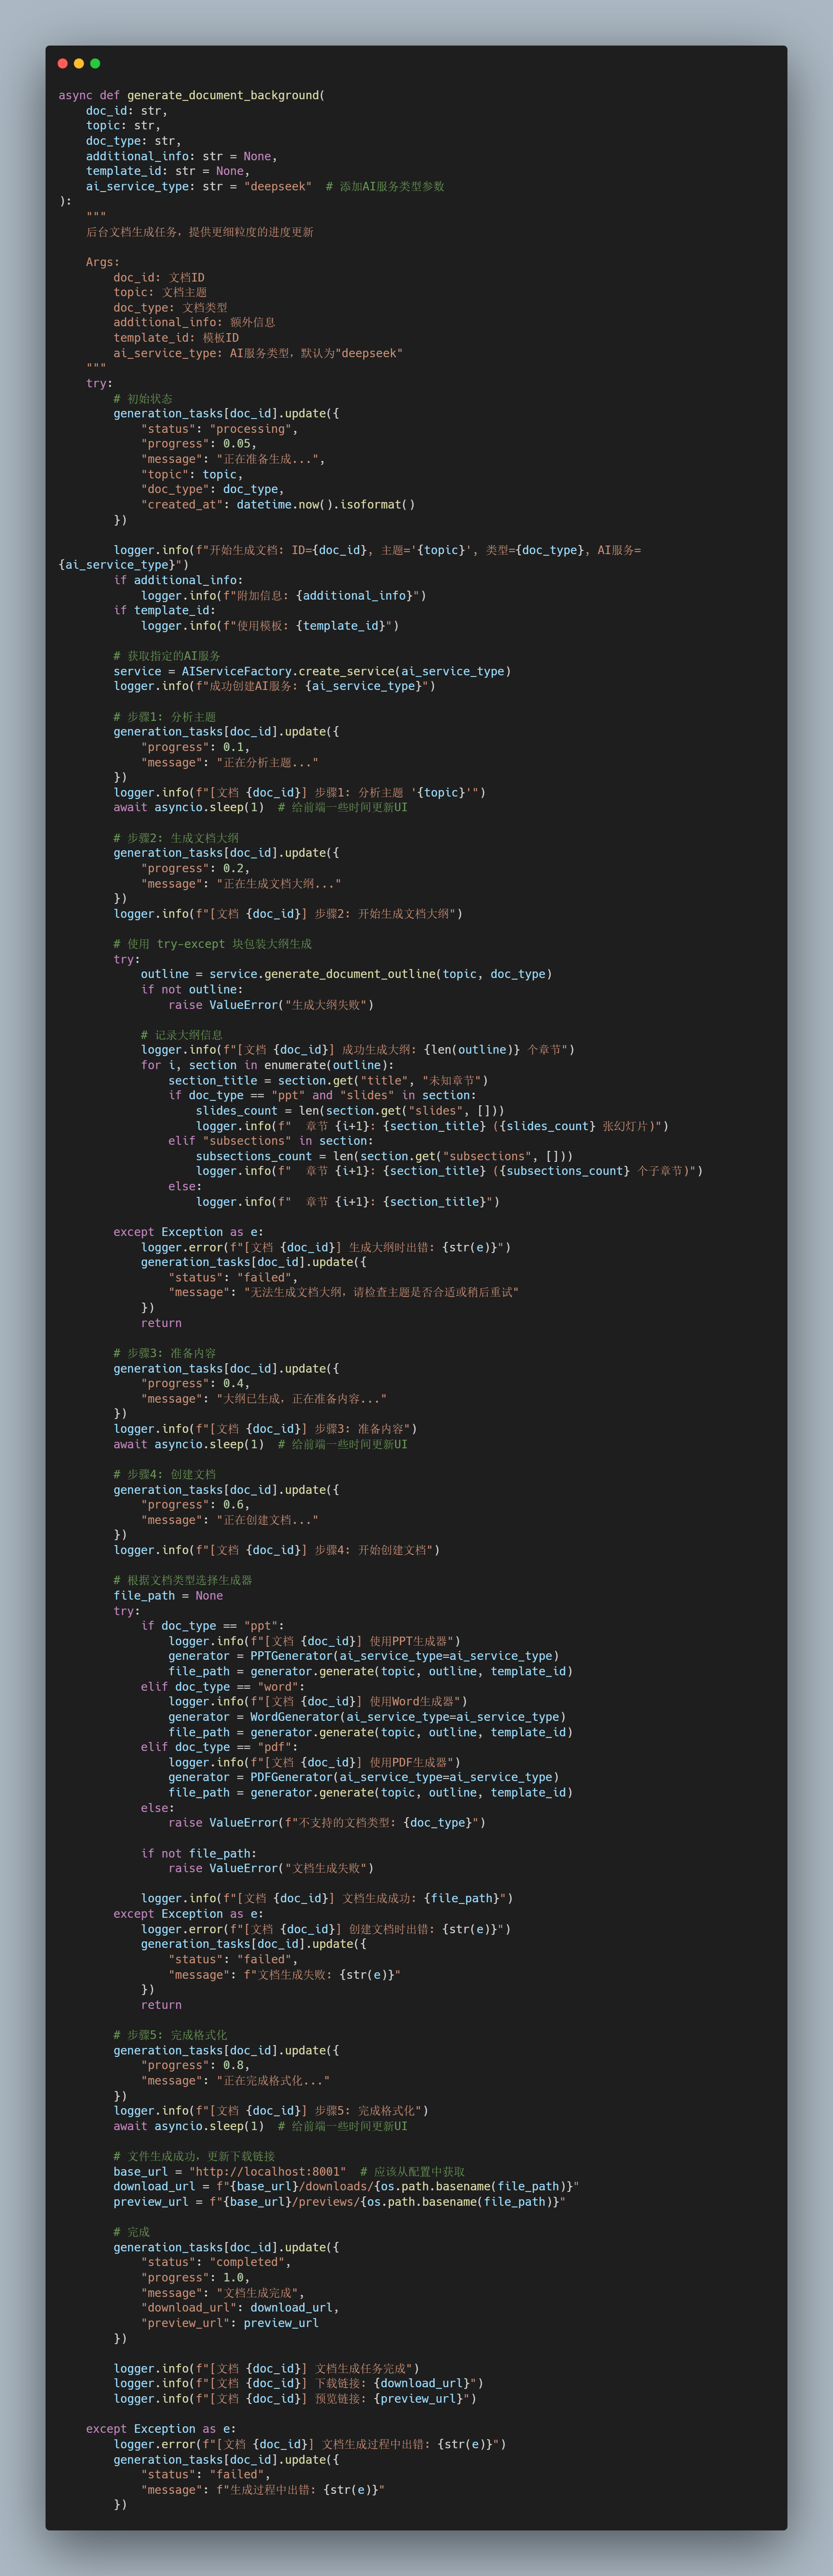 async def generate_document_background(
    doc_id: str,
    topic: str,
    doc_type: str,
    additional_info: str = None,
    template_id: str = None,
    ai_service_type: str = "deepseek"  # 添加AI服务类型参数
):
    """
    后台文档生成任务，提供更细粒度的进度更新

    Args:
        doc_id: 文档ID
        topic: 文档主题
        doc_type: 文档类型
        additional_info: 额外信息
        template_id: 模板ID
        ai_service_type: AI服务类型，默认为"deepseek"
    """
    try:
        # 初始状态
        generation_tasks[doc_id].update({
            "status": "processing",
            "progress": 0.05,
            "message": "正在准备生成...",
            "topic": topic,
            "doc_type": doc_type,
            "created_at": datetime.now().isoformat()
        })

        logger.info(f"开始生成文档: ID={doc_id}, 主题='{topic}', 类型={doc_type}, AI服务=
{ai_service_type}")
        if additional_info:
            logger.info(f"附加信息: {additional_info}")
        if template_id:
            logger.info(f"使用模板: {template_id}")

        # 获取指定的AI服务
        service = AIServiceFactory.create_service(ai_service_type)
        logger.info(f"成功创建AI服务: {ai_service_type}")

        # 步骤1: 分析主题
        generation_tasks[doc_id].update({
            "progress": 0.1,
            "message": "正在分析主题..."
        })
        logger.info(f"[文档 {doc_id}] 步骤1: 分析主题 '{topic}'")
        await asyncio.sleep(1)  # 给前端一些时间更新UI

        # 步骤2: 生成文档大纲
        generation_tasks[doc_id].update({
            "progress": 0.2,
            "message": "正在生成文档大纲..."
        })
        logger.info(f"[文档 {doc_id}] 步骤2: 开始生成文档大纲")

        # 使用 try-except 块包装大纲生成
        try:
            outline = service.generate_document_outline(topic, doc_type)
            if not outline:
                raise ValueError("生成大纲失败")

            # 记录大纲信息
            logger.info(f"[文档 {doc_id}] 成功生成大纲: {len(outline)} 个章节")
            for i, section in enumerate(outline):
                section_title = section.get("title", "未知章节")
                if doc_type == "ppt" and "slides" in section:
                    slides_count = len(section.get("slides", []))
                    logger.info(f"  章节 {i+1}: {section_title} ({slides_count} 张幻灯片)")
                elif "subsections" in section:
                    subsections_count = len(section.get("subsections", []))
                    logger.info(f"  章节 {i+1}: {section_title} ({subsections_count} 个子章节)")
                else:
                    logger.info(f"  章节 {i+1}: {section_title}")

        except Exception as e:
            logger.error(f"[文档 {doc_id}] 生成大纲时出错: {str(e)}")
            generation_tasks[doc_id].update({
                "status": "failed",
                "message": "无法生成文档大纲，请检查主题是否合适或稍后重试"
            })
            return

        # 步骤3: 准备内容
        generation_tasks[doc_id].update({
            "progress": 0.4,
            "message": "大纲已生成，正在准备内容..."
        })
        logger.info(f"[文档 {doc_id}] 步骤3: 准备内容")
        await asyncio.sleep(1)  # 给前端一些时间更新UI

        # 步骤4: 创建文档
        generation_tasks[doc_id].update({
            "progress": 0.6,
            "message": "正在创建文档..."
        })
        logger.info(f"[文档 {doc_id}] 步骤4: 开始创建文档")

        # 根据文档类型选择生成器
        file_path = None
        try:
            if doc_type == "ppt":
                logger.info(f"[文档 {doc_id}] 使用PPT生成器")
                generator = PPTGenerator(ai_service_type=ai_service_type)
                file_path = generator.generate(topic, outline, template_id)
            elif doc_type == "word":
                logger.info(f"[文档 {doc_id}] 使用Word生成器")
                generator = WordGenerator(ai_service_type=ai_service_type)
                file_path = generator.generate(topic, outline, template_id)
            elif doc_type == "pdf":
                logger.info(f"[文档 {doc_id}] 使用PDF生成器")
                generator = PDFGenerator(ai_service_type=ai_service_type)
                file_path = generator.generate(topic, outline, template_id)
            else:
                raise ValueError(f"不支持的文档类型: {doc_type}")

            if not file_path:
                raise ValueError("文档生成失败")

            logger.info(f"[文档 {doc_id}] 文档生成成功: {file_path}")
        except Exception as e:
            logger.error(f"[文档 {doc_id}] 创建文档时出错: {str(e)}")
            generation_tasks[doc_id].update({
                "status": "failed",
                "message": f"文档生成失败: {str(e)}"
            })
            return

        # 步骤5: 完成格式化
        generation_tasks[doc_id].update({
            "progress": 0.8,
            "message": "正在完成格式化..."
        })
        logger.info(f"[文档 {doc_id}] 步骤5: 完成格式化")
        await asyncio.sleep(1)  # 给前端一些时间更新UI

        # 文件生成成功，更新下载链接
        base_url = "http://localhost:8001"  # 应该从配置中获取
        download_url = f"{base_url}/downloads/{os.path.basename(file_path)}"
        preview_url = f"{base_url}/previews/{os.path.basename(file_path)}"

        # 完成
        generation_tasks[doc_id].update({
            "status": "completed",
            "progress": 1.0,
            "message": "文档生成完成",
            "download_url": download_url,
            "preview_url": preview_url
        })

        logger.info(f"[文档 {doc_id}] 文档生成任务完成")
        logger.info(f"[文档 {doc_id}] 下载链接: {download_url}")
        logger.info(f"[文档 {doc_id}] 预览链接: {preview_url}")

    except Exception as e:
        logger.error(f"[文档 {doc_id}] 文档生成过程中出错: {str(e)}")
        generation_tasks[doc_id].update({
            "status": "failed",
            "message": f"生成过程中出错: {str(e)}"
        })